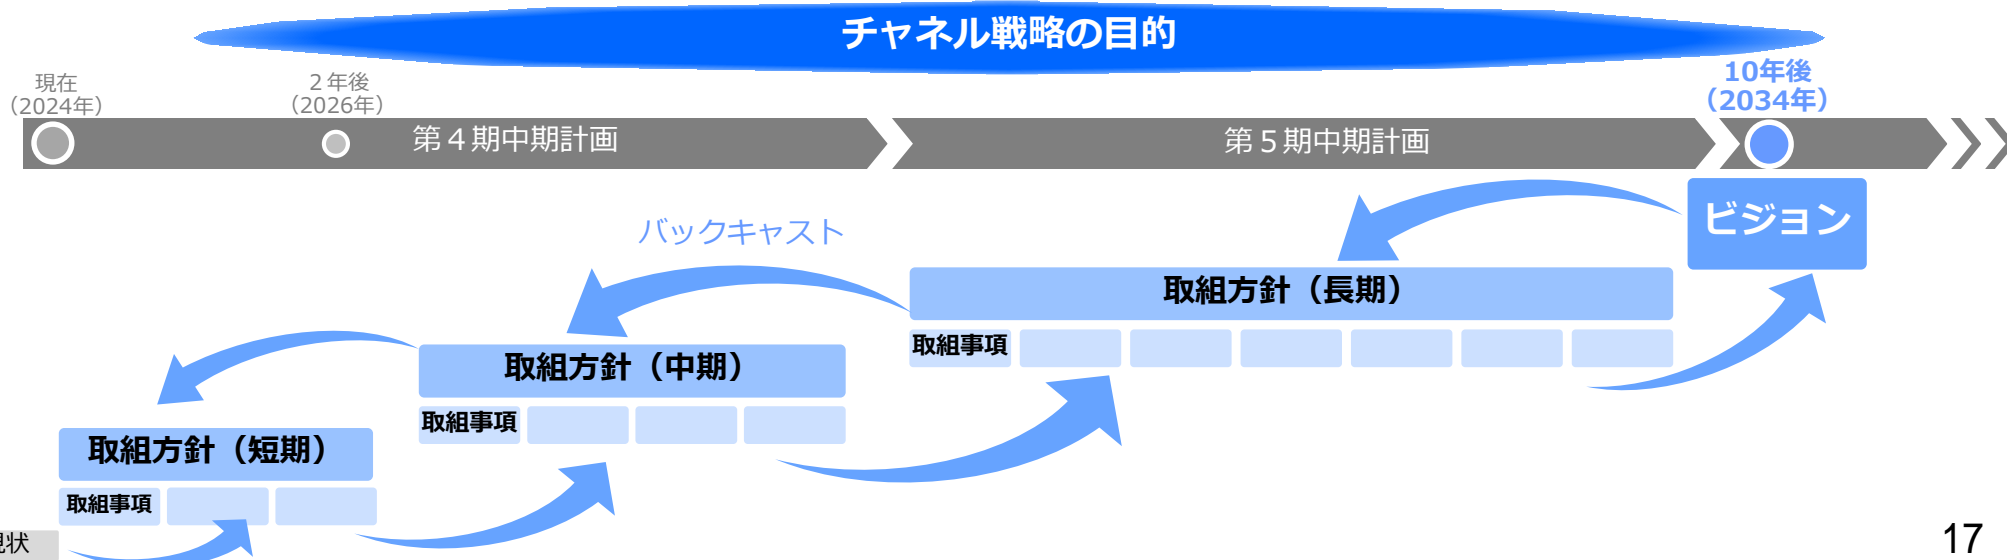 チャネル戦略の目的
現在
（2024年）
２年後
（2026年）
10年後
（2034年）
第４期中期計画
第５期中期計画
ビジョン
バックキャスト
取組方針（長期）
取組事項
取組方針（中期）
取組事項
取組方針（短期）
取組事項
現状
17